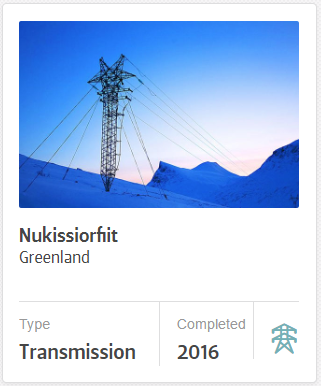 Nukissiorfiit
Greenland
Type
Completed
Transmission
2016